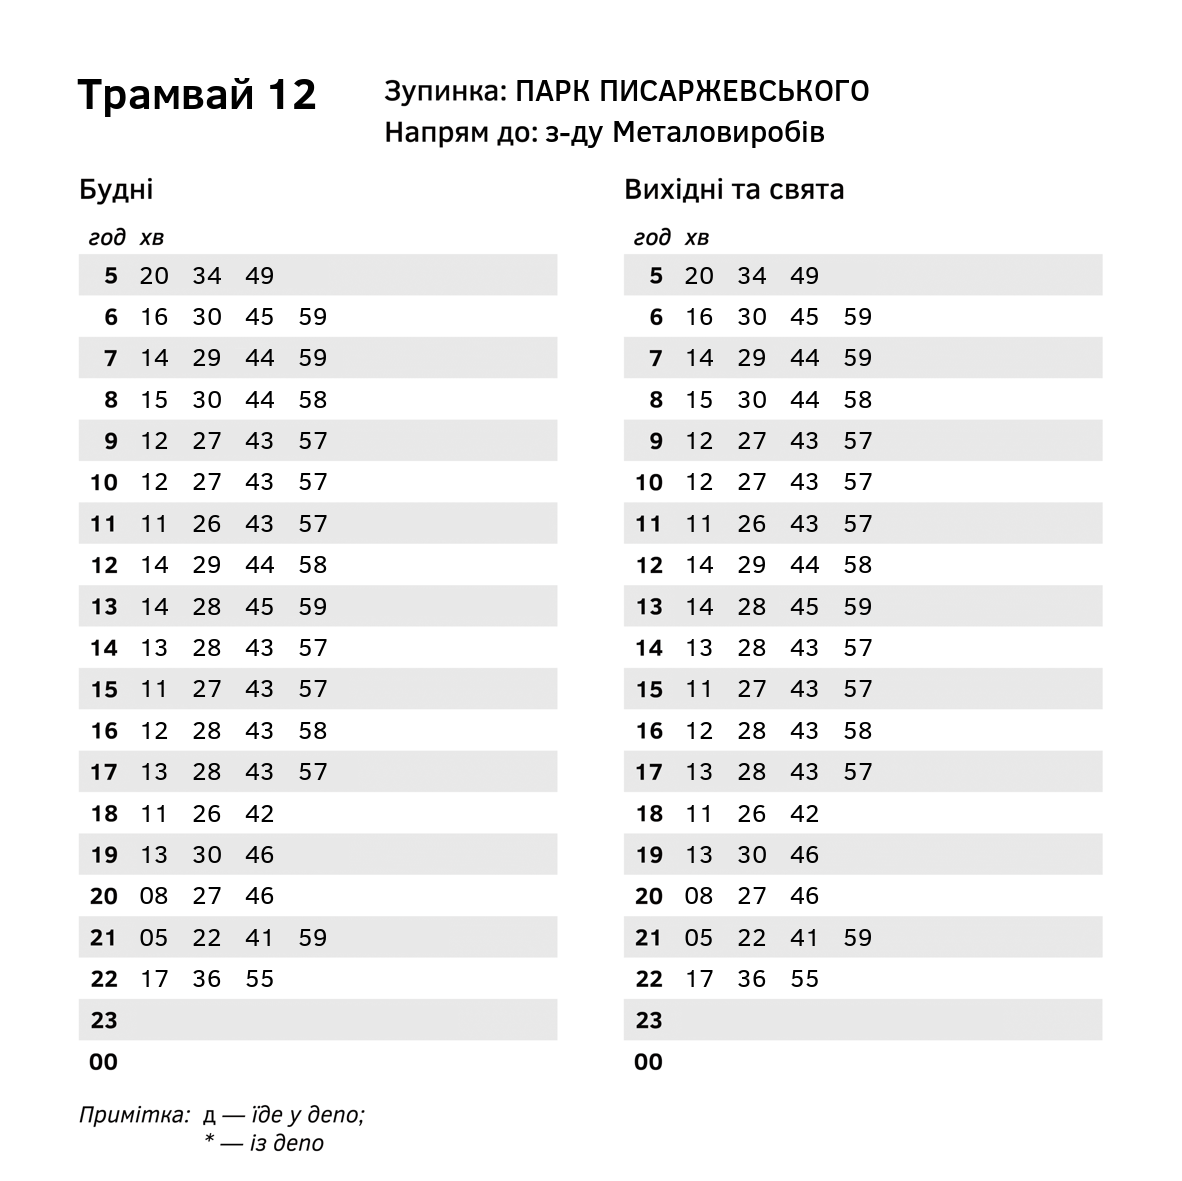 Трамвай 12
Зупинка: ПАРК ПИСАРЖЕВСЬКОГО
Напрям до: з-ду Металовиробів
Будні
год хв
5 20 34 49
6 16 30 45 59
7 14 29 44 59
8 15 30 44 58
9 12 27 43 57
10 12 27 43 57
11 11 26 43 57
12 14 29 44 58
13 14 28 45 59
14 13 28 43 57
15 11 27 43 57
16 12 28 43 58
17 13 28 43 57
18 11 26 42
19 13 30 46
20 08 27 46
21 05 22 41 59
22 17 36 55
23
00
Вихідні та свята
год хв
5 20 34 49
6 16 30 45 59
7 14 29 44 59
8 15 30 44 58
9 12 27 43 57
10 12 27 43 57
11 11 26 43 57
12 14 29 44 58
13 14 28 45 59
14 13 28 43 57
15 11 27 43 57
16 12 28 43 58
17 13 28 43 57
18 11 26 42
19 13 30 46
20 08 27 46
21 05 22 41 59
22 17 36 55
23
00
Примітка: д — їде у депо;
* — із депо